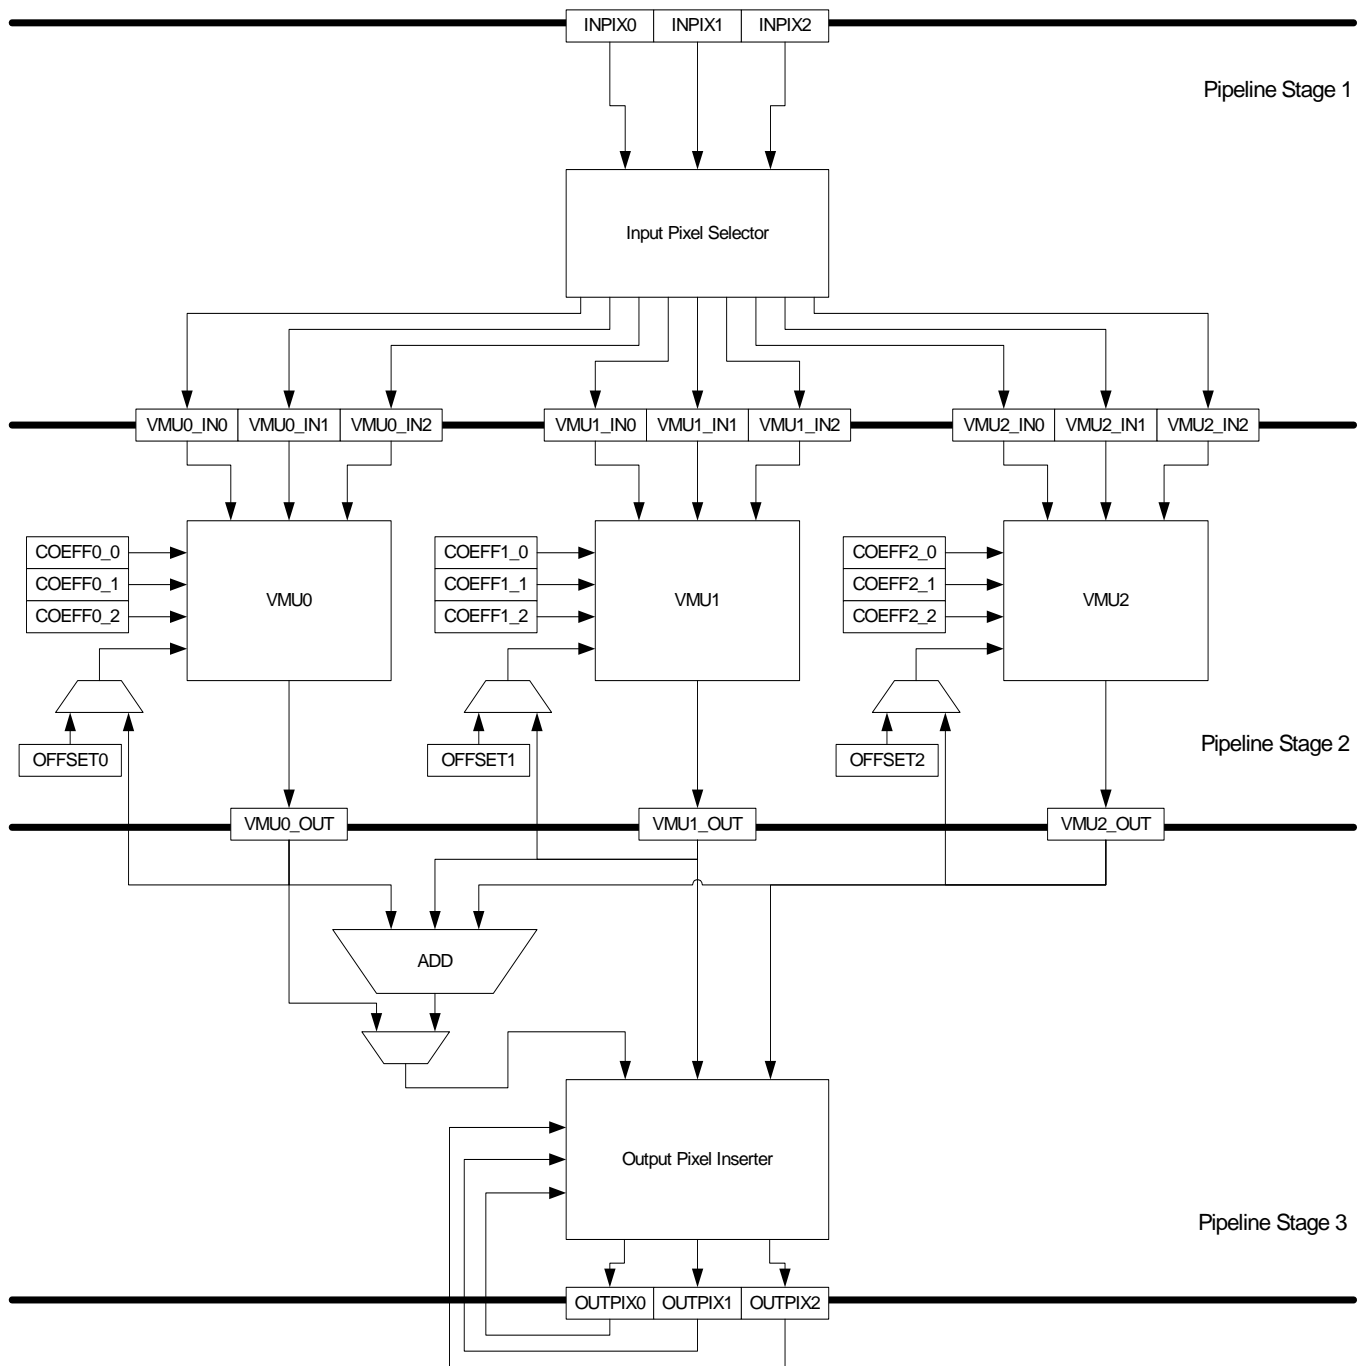 INPIX0 INPIX1 INPIX2
Pipeline Stage 1
Input Pixel Selector
VMU0_IN0 VMU0_IN1 VMU0_IN2 VMU1_IN0 VMU1_IN1 VMU1_IN2 VMU2_IN0 VMU2_IN1 VMU2_IN2
COEFF0_0 COEFF1_0 COEFF2_0
COEFF0_1 COEFF1_1 COEFF2_1
VMU0 VMU1 VMU2
COEFF0_2 COEFF1_2 COEFF2_2
Pipeline Stage 2
OFFSET0 OFFSET1 OFFSET2
VMU0_OUT VMU1_OUT VMU2_OUT
ADD
Output Pixel Inserter
Pipeline Stage 3
OUTPIX0 OUTPIX1 OUTPIX2